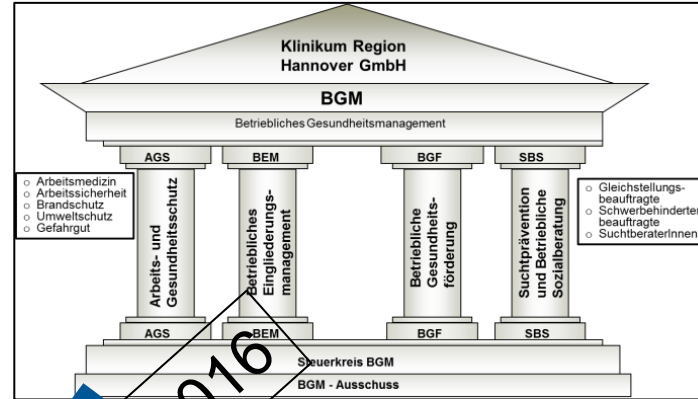 Klinikum Region
Hannover GmbH
BGM
Betriebliches Gesundheitsmanagement
AGS
BEM
BGF
SBS
○ Arbeitsmedizin
○ Arbeitssicherheit
○ Brandschutz
○ Umweltschutz
○ Gefahrgut
Arbeits- und
Gesundheitsschutz
Betriebliches
Eingliederungs-
management
Betriebliche
Gesundheits-
förderung
Suchtprävention
und Betriebliche
Sozialberatung
○ Gleichstellungs-
beauftragte
○ Schwerbehinderten
beauftragte
○ SuchtberaterInnen
AGS
BEM
BGF
SBS
Steuerkreis BGM
BGM - Ausschuss
016